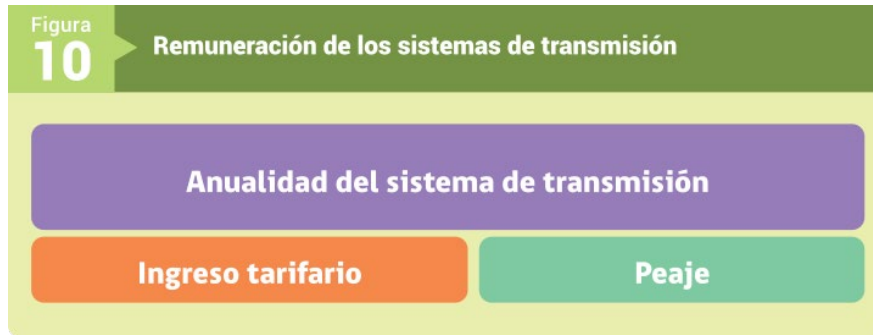 Figura
10
Remuneración de los sistemas de transmisión
Anualidad del sistema de transmisión
Ingreso tarifario
Peaje